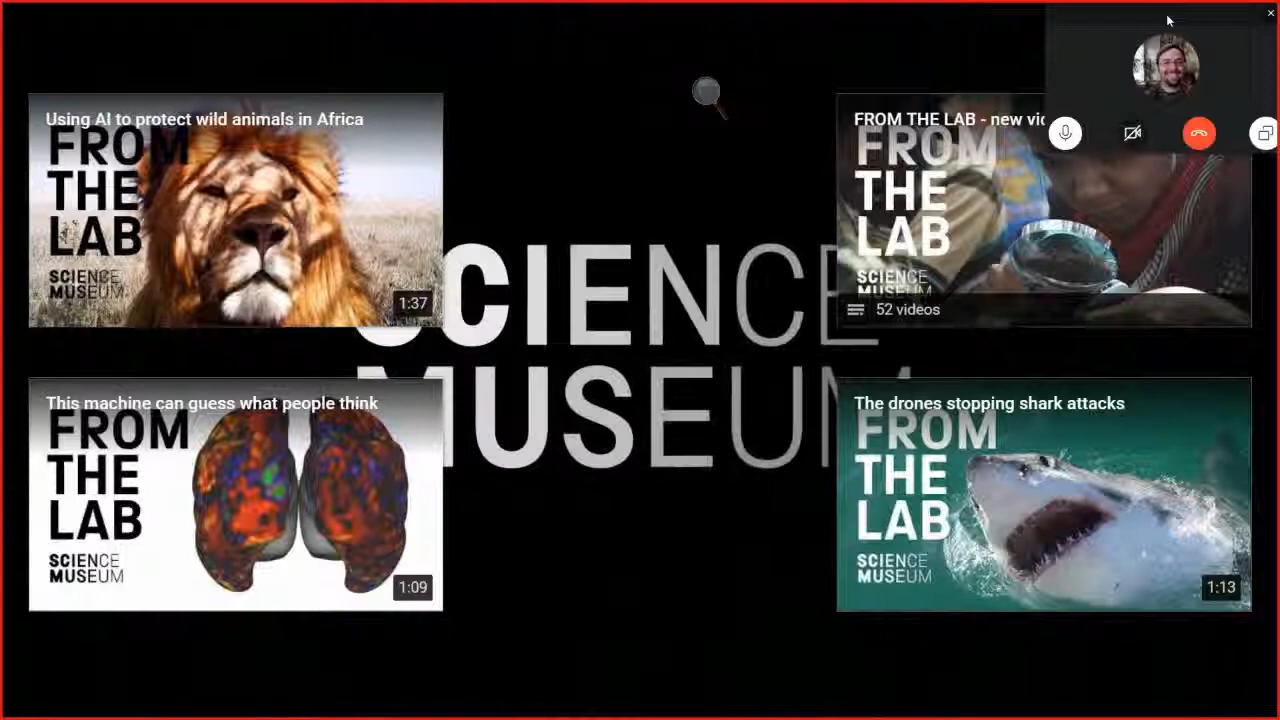 Using AI to protect wild animals in Africa
FROM
THE
LAB
SCIENCE
MUSEUM
1:37
FROM THE LAB - new
FROM
THE
LAB
SCIENCE
MUSEUM
52 videos
SCIENCE
MUSEUM
This machine can guess what people think
FROM
THE
LAB
SCIENCE
MUSEUM
1:09
The drones stopping shark attacks
FROM
THE
LAB
SCIENCE
MUSEUM
1:13